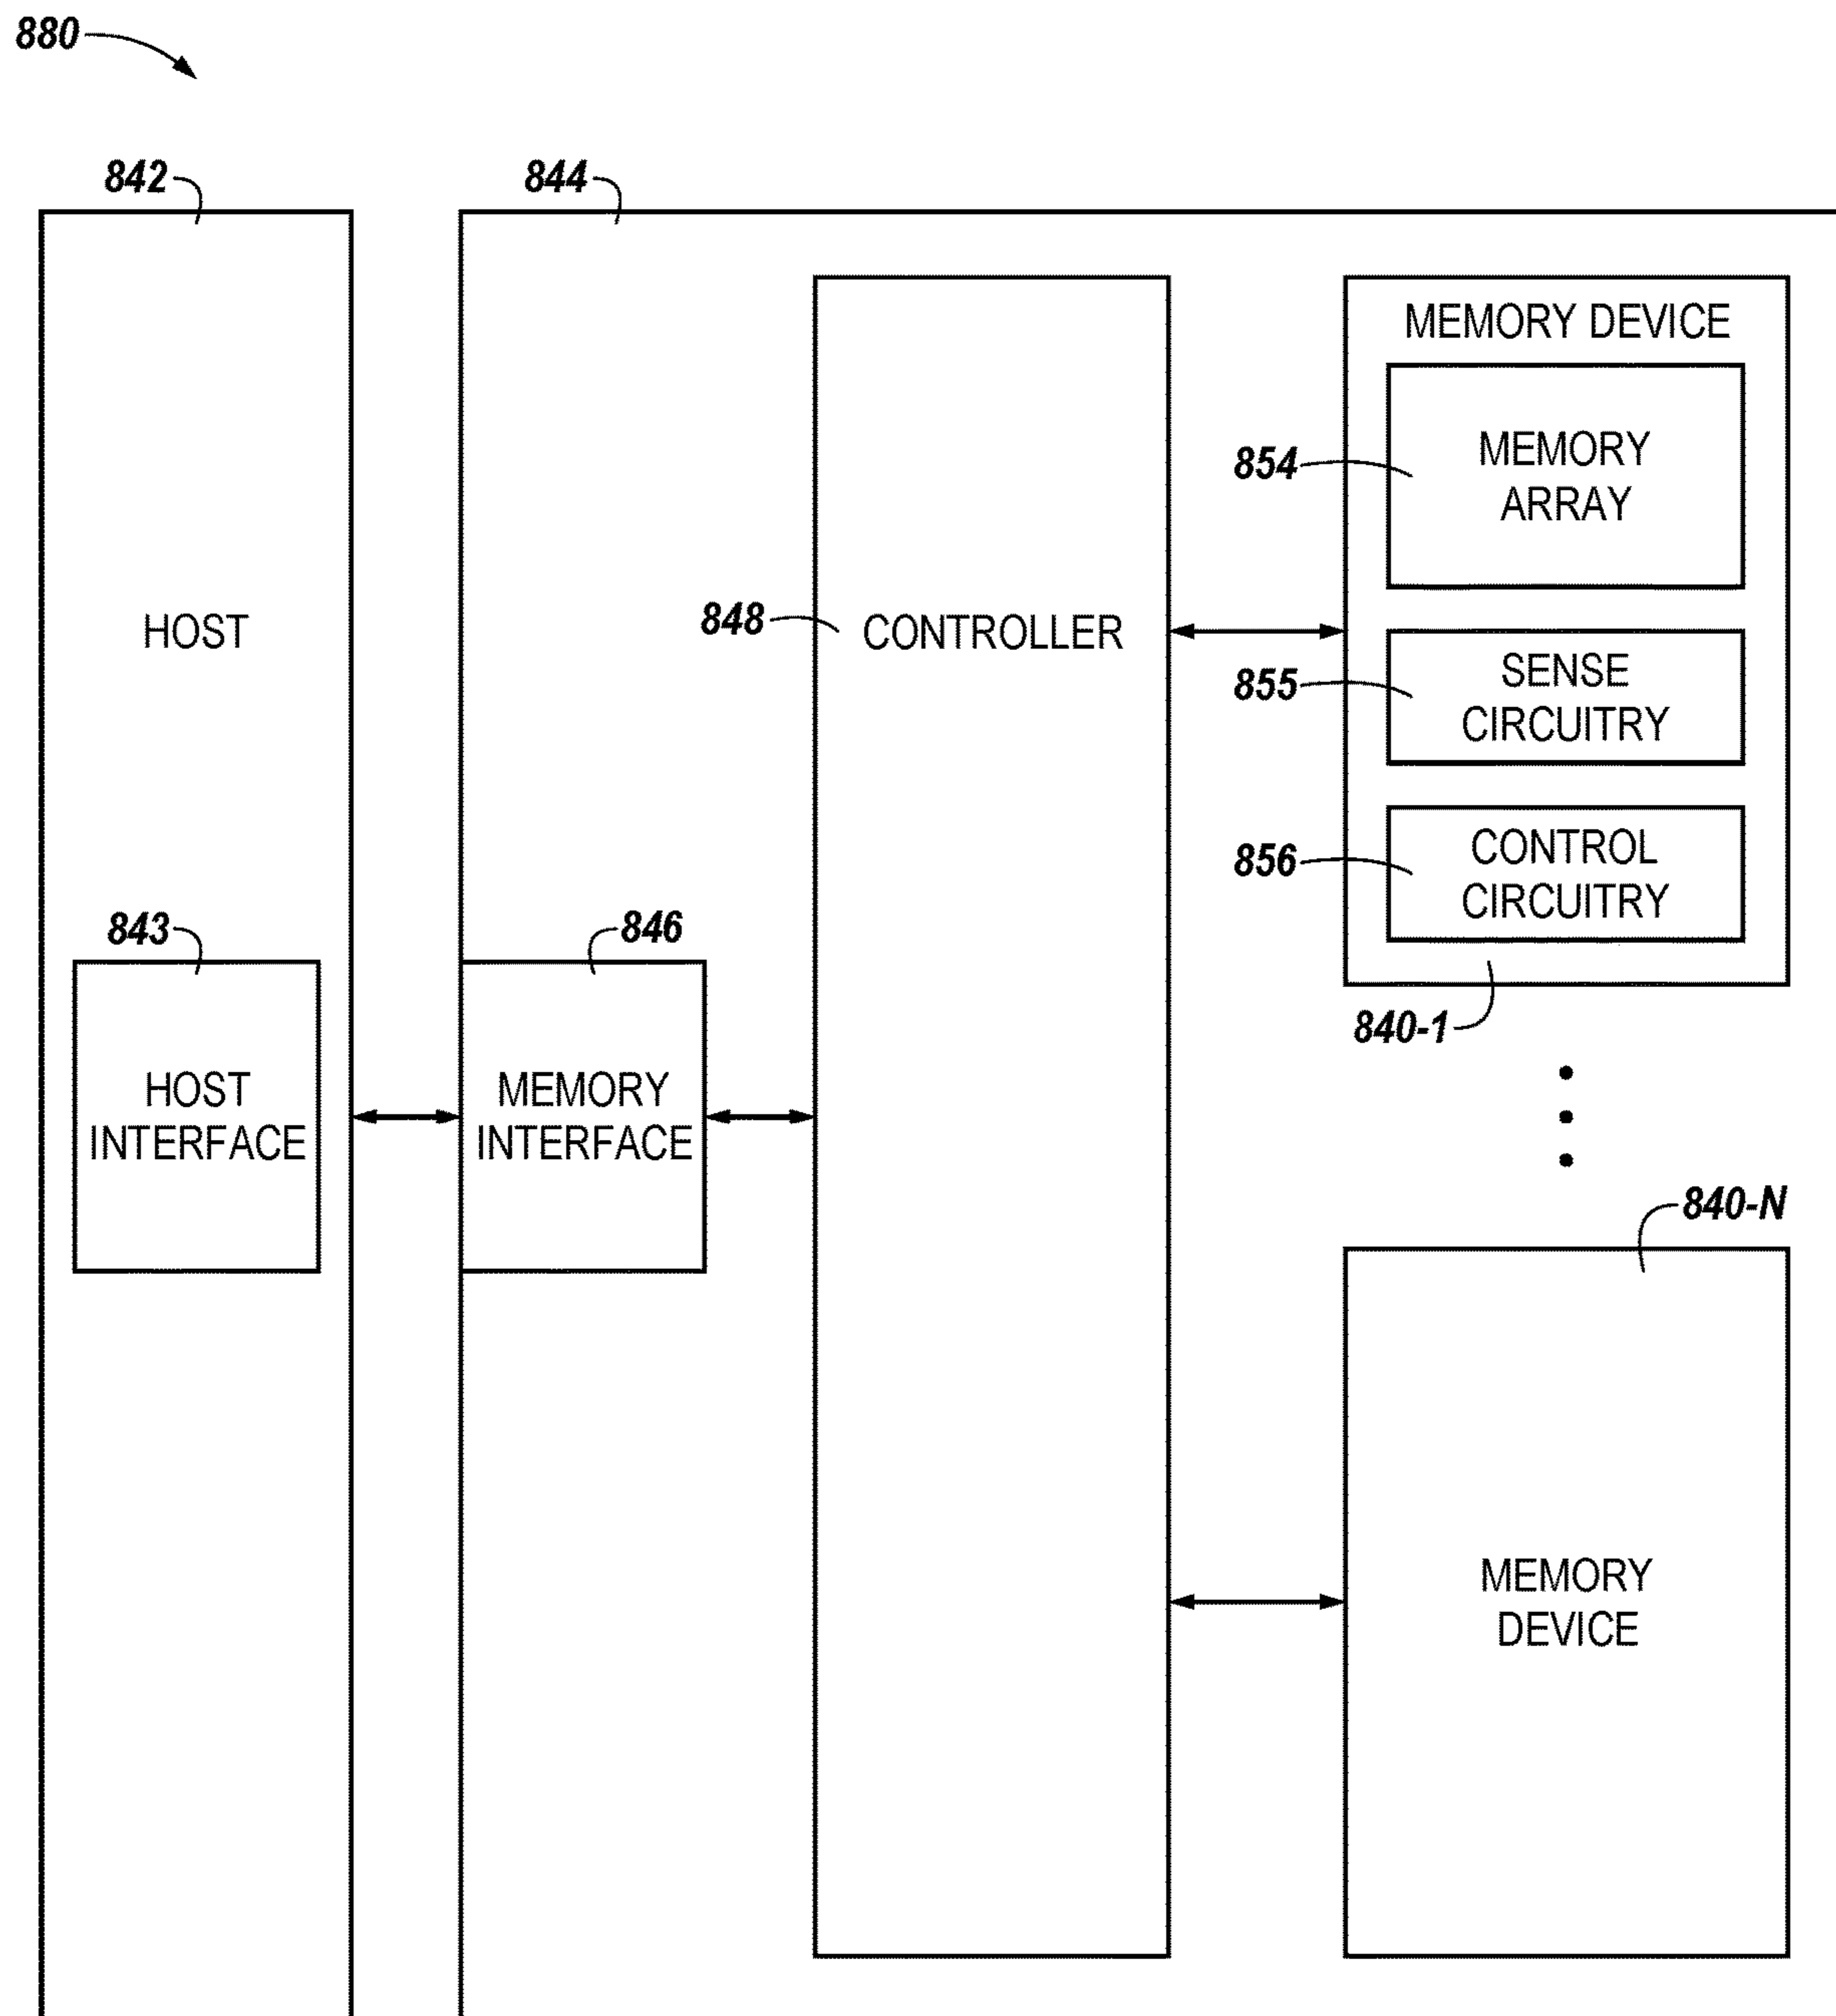 880
842
844
MEMORY DEVICE
854
MEMORY
ARRAY
HOST
848
CONTROLLER
855
SENSE
CIRCUITRY
856
CONTROL
CIRCUITRY
843
846
840-1
HOST
INTERFACE
MEMORY
INTERFACE
840-N
MEMORY
DEVICE